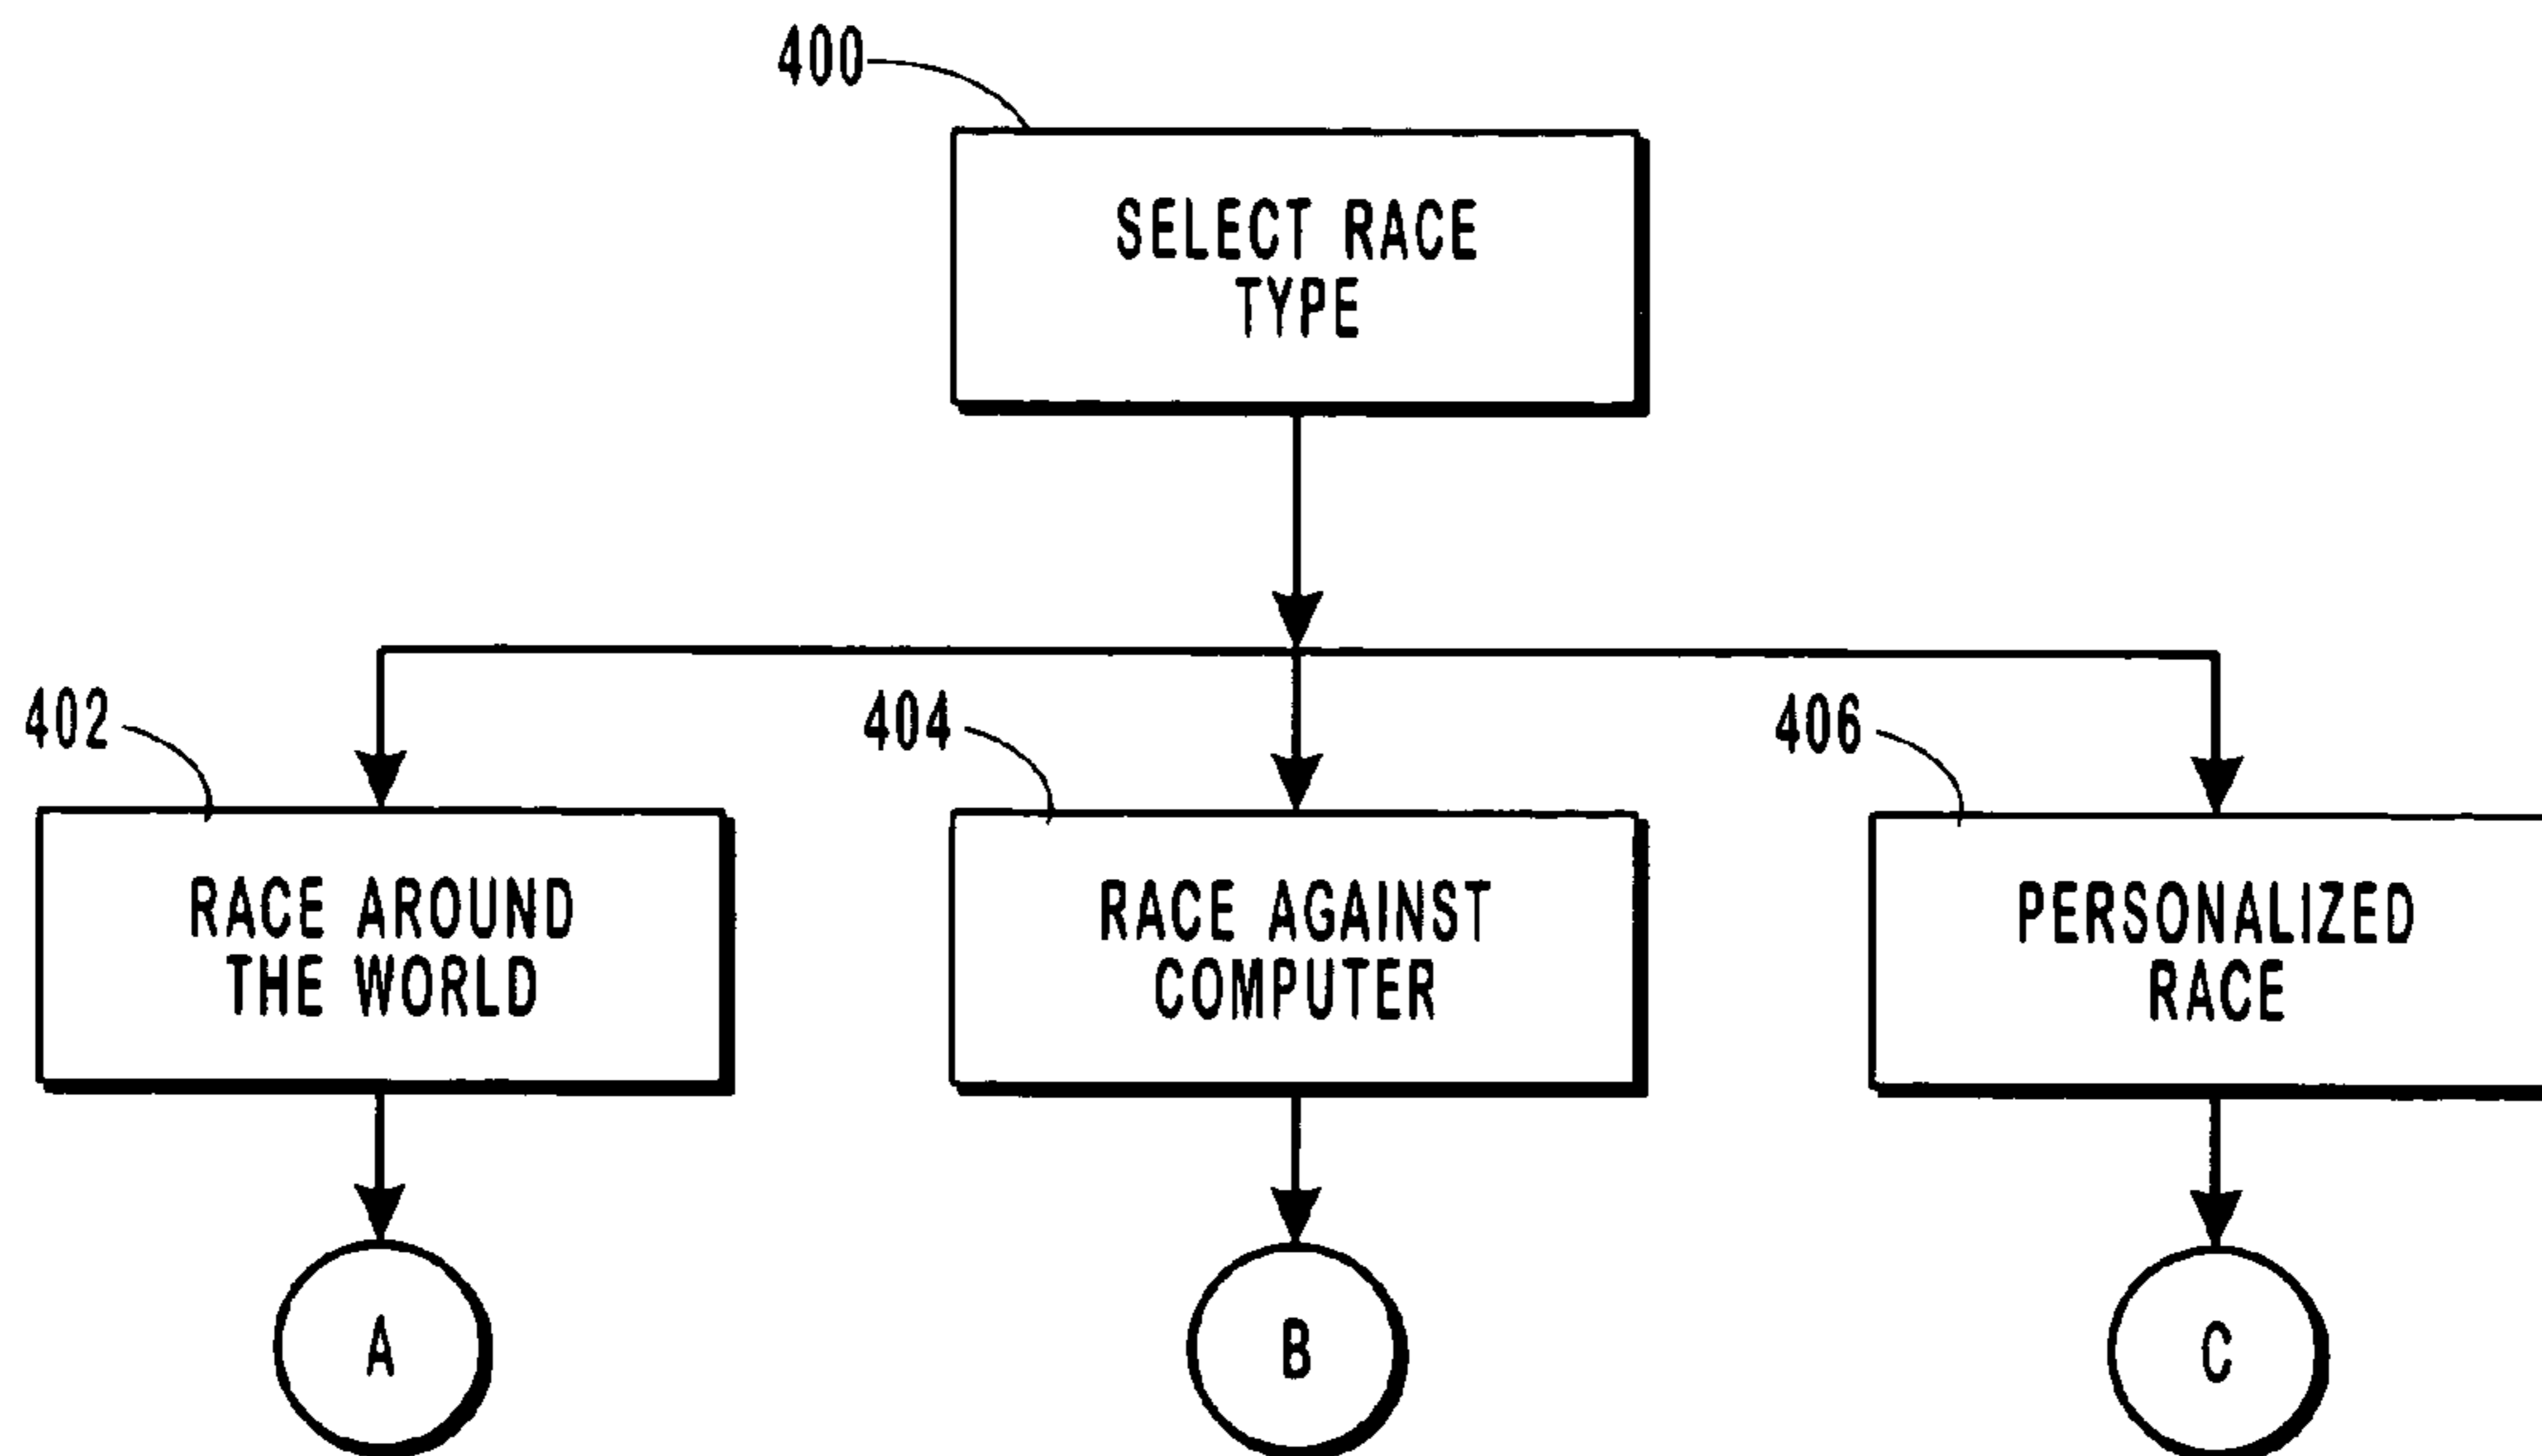 400
SELECT RACE
TYPE
402
404
406
RACE AROUND
THE WORLD
RACE AGAINST
COMPUTER
PERSONALIZED
RACE
A
B
C